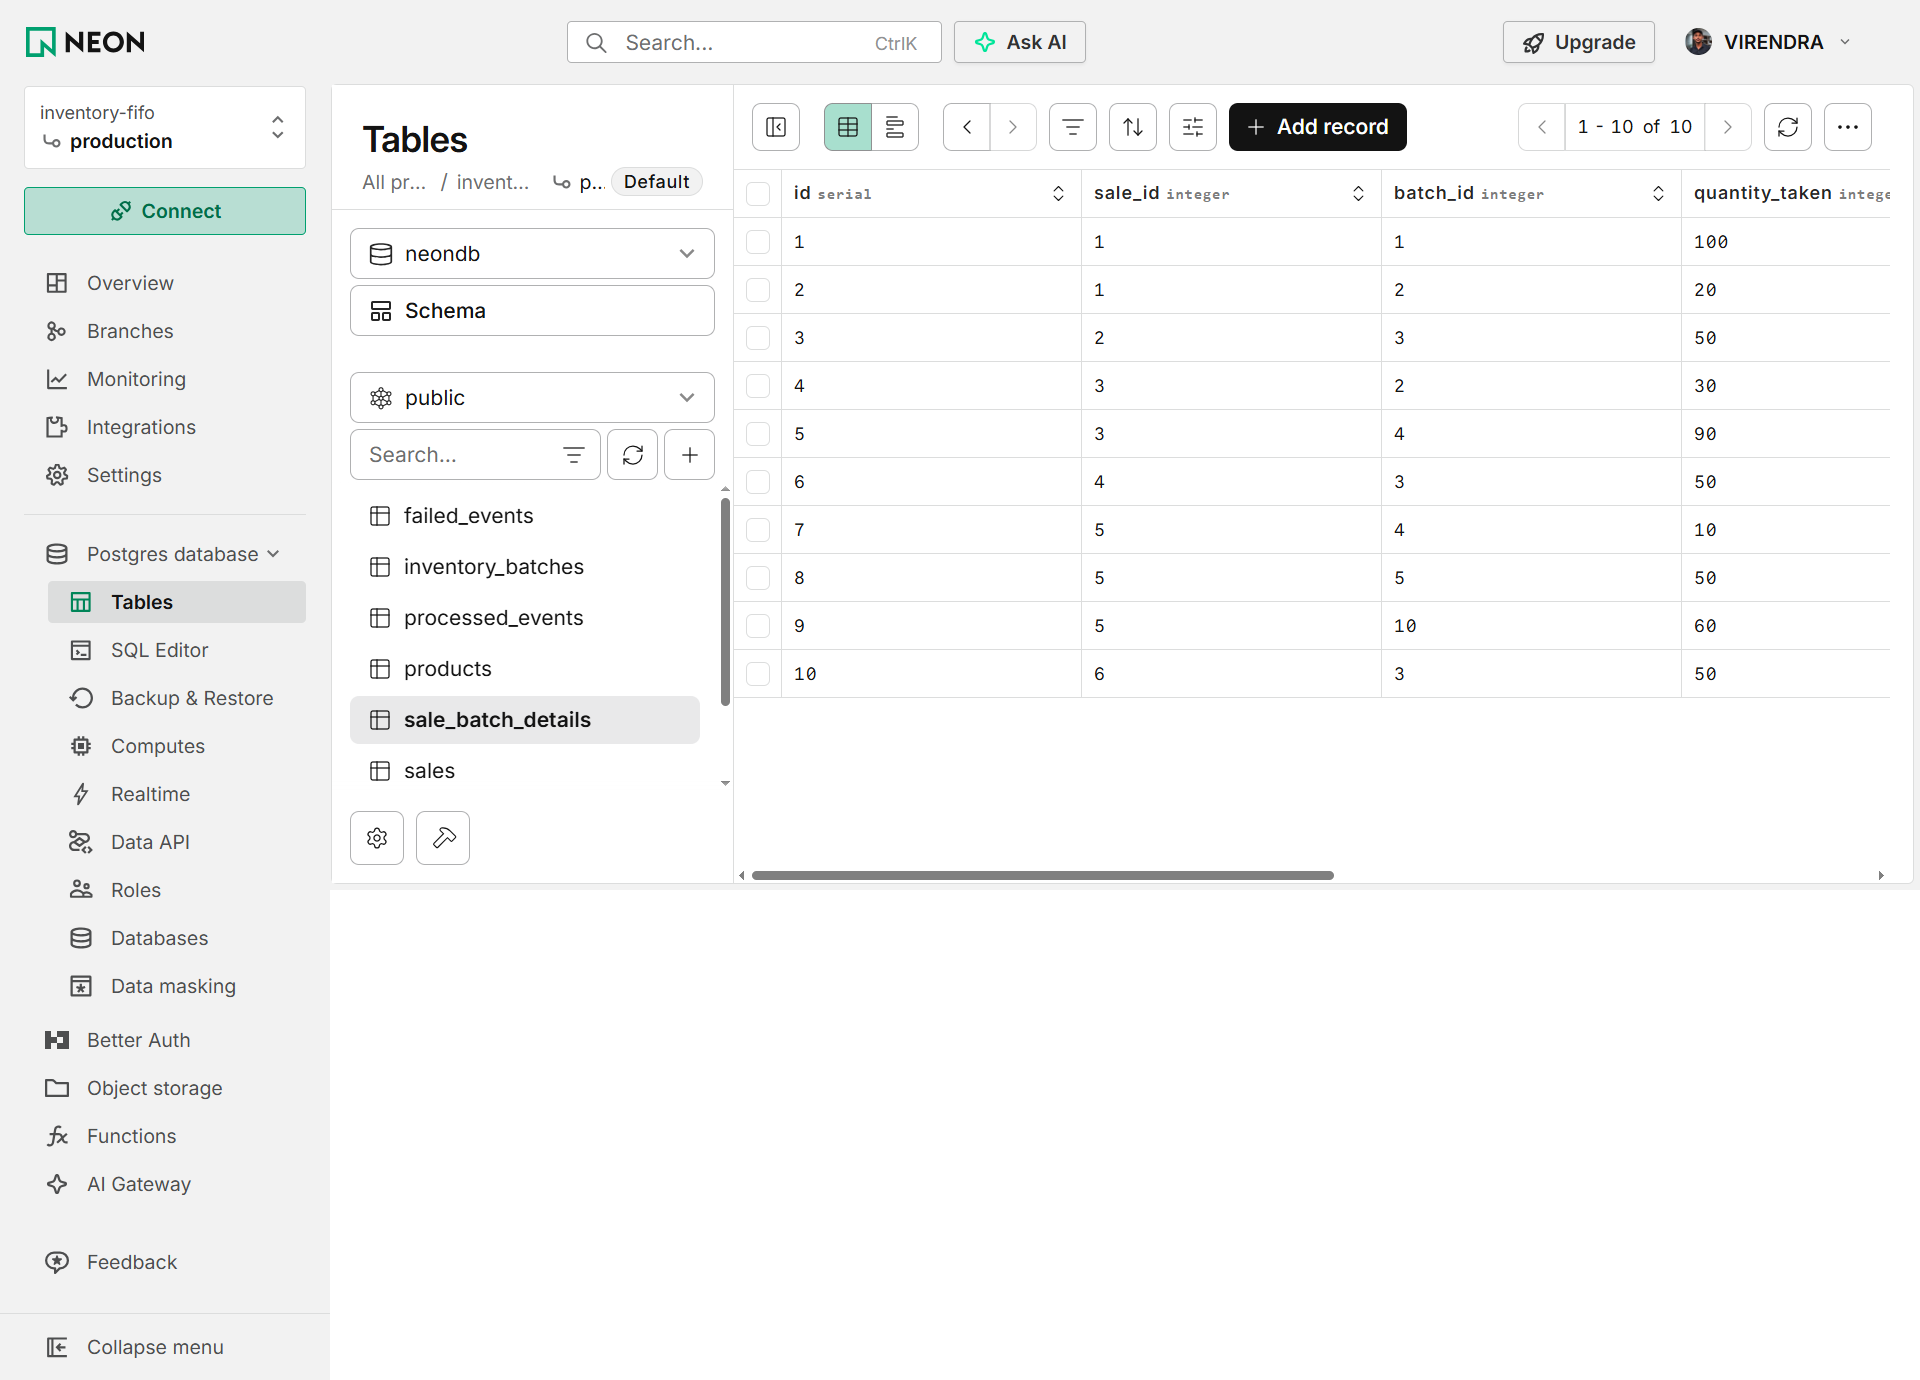 NEON
Search...
CtrlK
Ask AI
Upgrade
VIRENDRA
inventory-fifo
production
Connect
Overview
Branches
Monitoring
Integrations
Settings
Postgres database
Tables
SQL Editor
Backup & Restore
Computes
Realtime
Data API
Roles
Databases
Data masking
Better Auth
Object storage
Functions
AI Gateway
Feedback
Collapse menu
Tables
All pr... / invent... p... Default
neondb
Schema
public
Search...
failed_events
inventory_batches
processed_events
products
sale_batch_details
sales
Add record
1 - 10 of 10
id serial sale_id integer batch_id integer quantity_taken intege
1 1 1 100
2 1 2 20
3 2 3 50
4 3 2 30
5 3 4 90
6 4 3 50
7 5 4 10
8 5 5 50
9 5 10 60
10 6 3 50